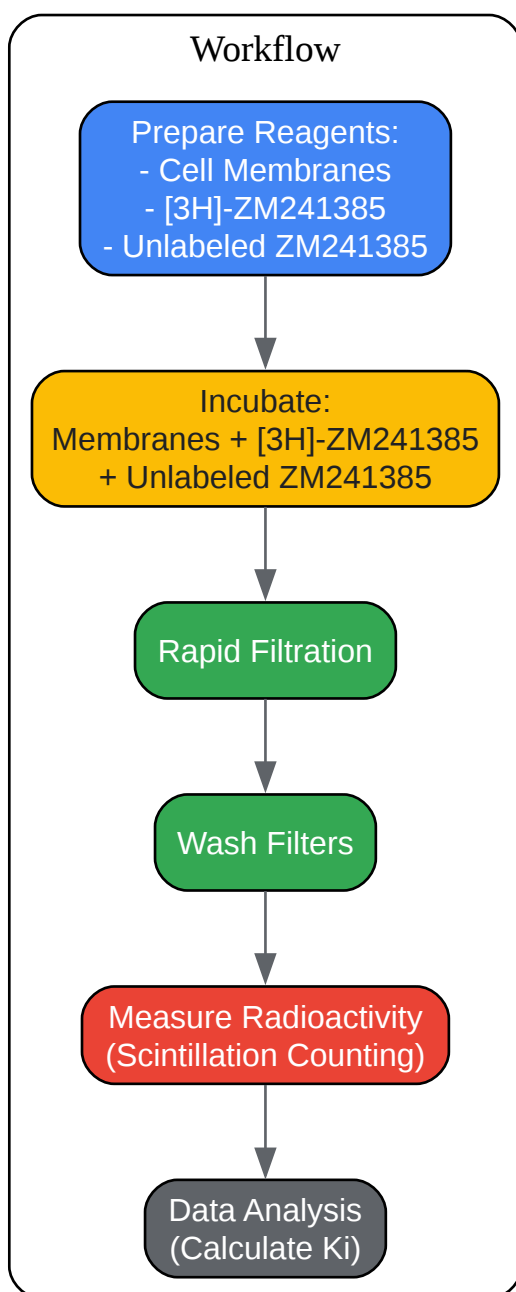 Workflow
Prepare Reagents:
- Cell Membranes
- [3H]-ZM241385
- Unlabeled ZM241385
Incubate:
Membranes + [3H]-ZM241385
+ Unlabeled ZM241385
Rapid Filtration
Wash Filters
Measure Radioactivity
(Scintillation Counting)
Data Analysis
(Calculate Ki)